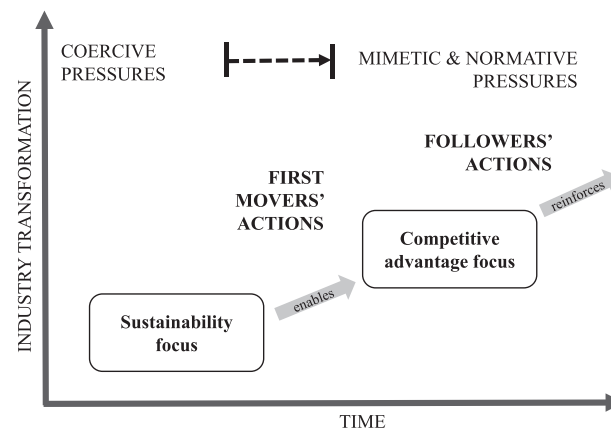 COERCIVE
PRESSURES
MIMETIC & NORMATIVE
PRESSURES
FOLLOWERS’
ACTIONS
FIRST
MOVERS’
ACTIONS
reinforces
Competitive
advantage focus
enables
Sustainability
focus
INDUSTRY TRANSFORMATION
TIME